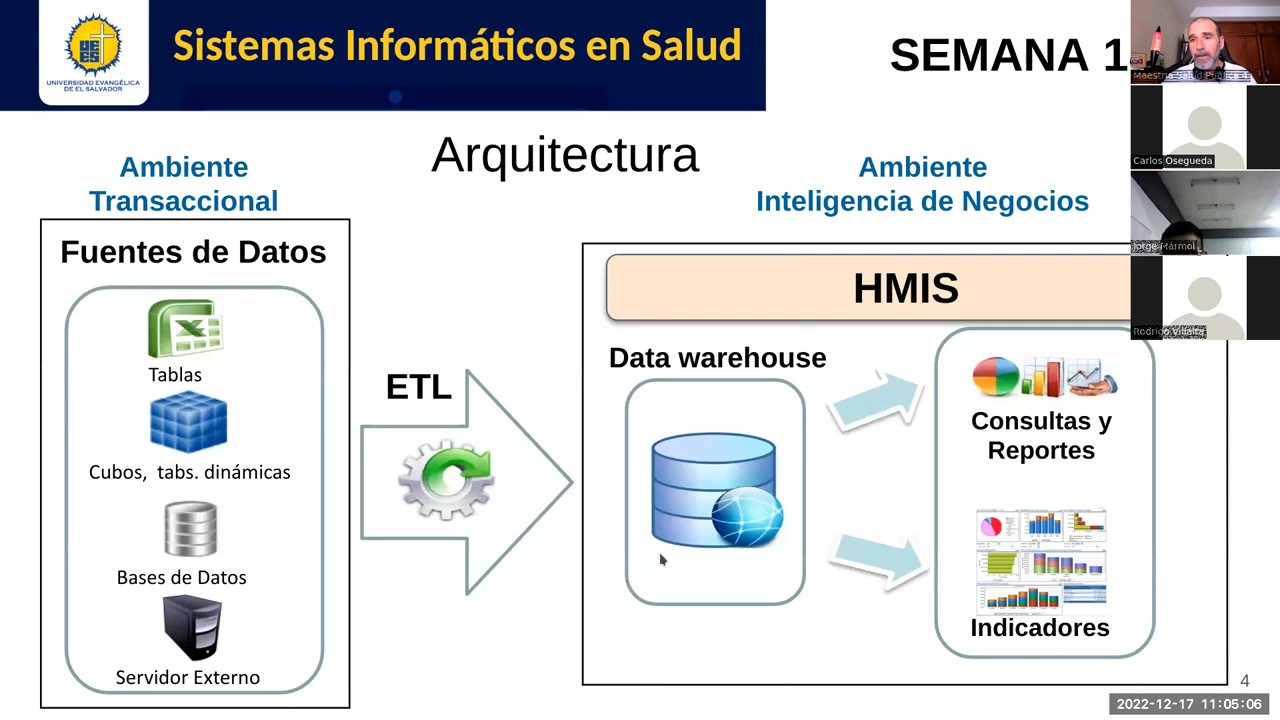 Sistemas Informáticos en Salud
SEMANA 1
UNIVERSIDAD EVANGÉLICA
DE EL SALVADOR
Arquitectura
Ambiente
Transaccional
Ambiente
Inteligencia de Negocios
Fuentes de Datos
Tablas
Cubos, tabs. dinámicas
Bases de Datos
Servidor Externo
ETL
HMIS
Data warehouse
Consultas y
Reportes
Indicadores
Carlos Osegueda
Jorge Mármol
Rodrigo Villalta
4
2022-12-17 11:05:06